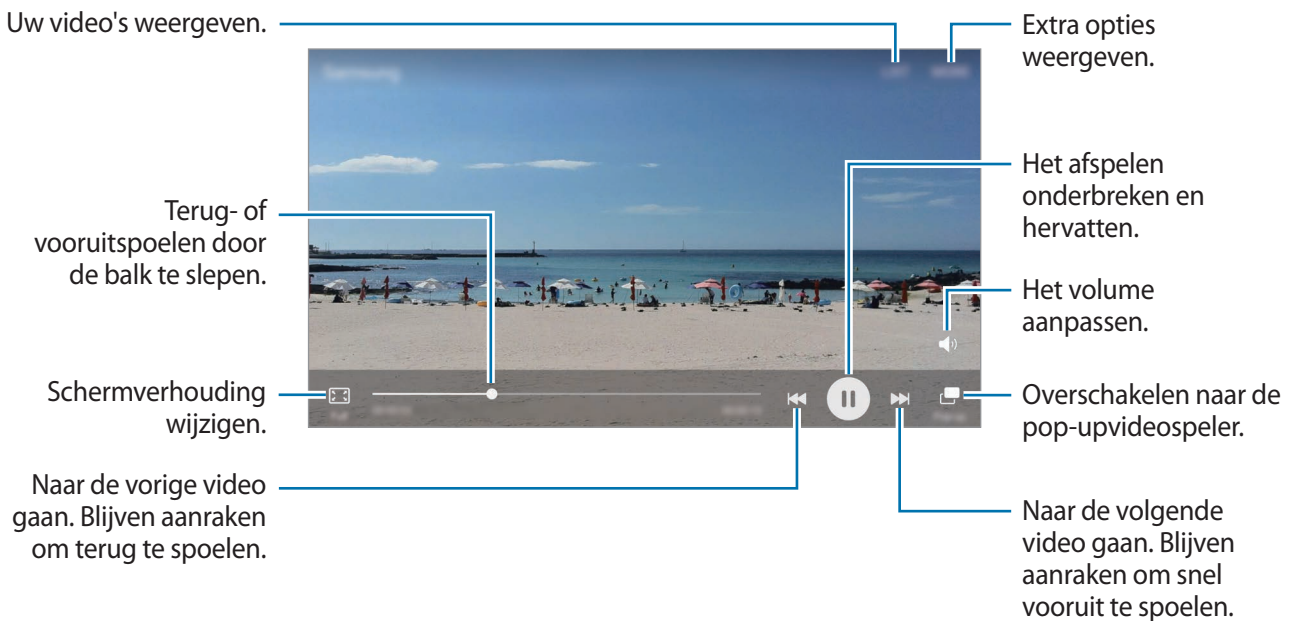 Uw video's weergeven.
Extra opties
weergeven.
Terug- of
vooruitspoelen door
de balk te slepen.
Het afspelen
onderbreken en
hervatten.
Het volume
aanpassen.
Schermverhouding
wijzigen.
Overschakelen naar de
pop-upvideospeler.
Naar de vorige video
gaan. Blijven aanraken
om terug te spoelen.
Naar de volgende
video gaan. Blijven
aanraken om snel
vooruit te spoelen.